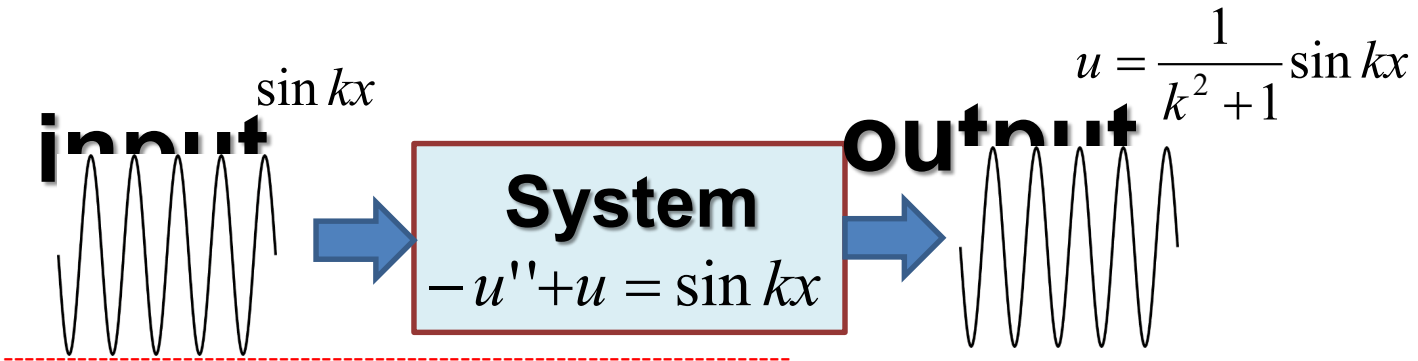 input
sin kx
System
−u''+u = sin kx
output
u = 1/(k² + 1) sin kx